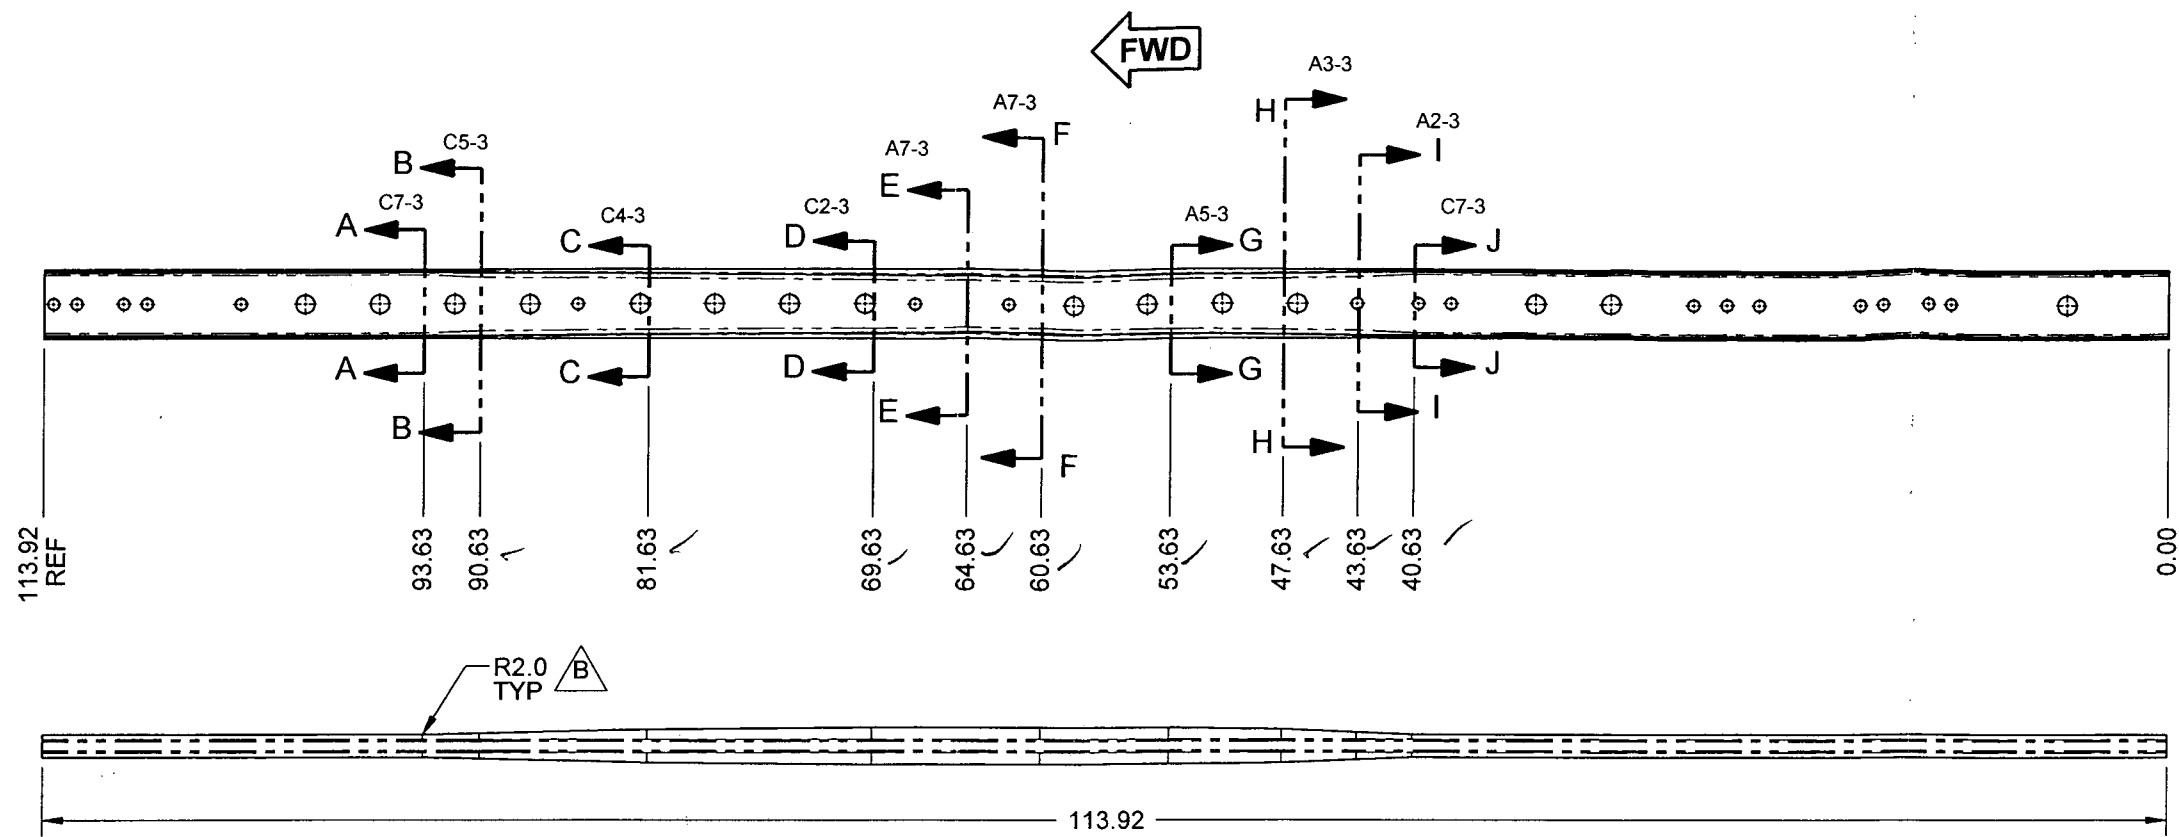 FWD
A3-3
H
A7-3
F
A2-3
I
C5-3
B
A7-3
E
C7-3
A
C4-3
C
C2-3
D
A5-3
G
C7-3
J
A
C
D
G
J
B
E
F
H
I
113.92
REF
93.63
90.63
81.63
69.63
64.63
60.63
53.63
47.63
43.63
40.63
0.00
R2.0
TYP
B
113.92